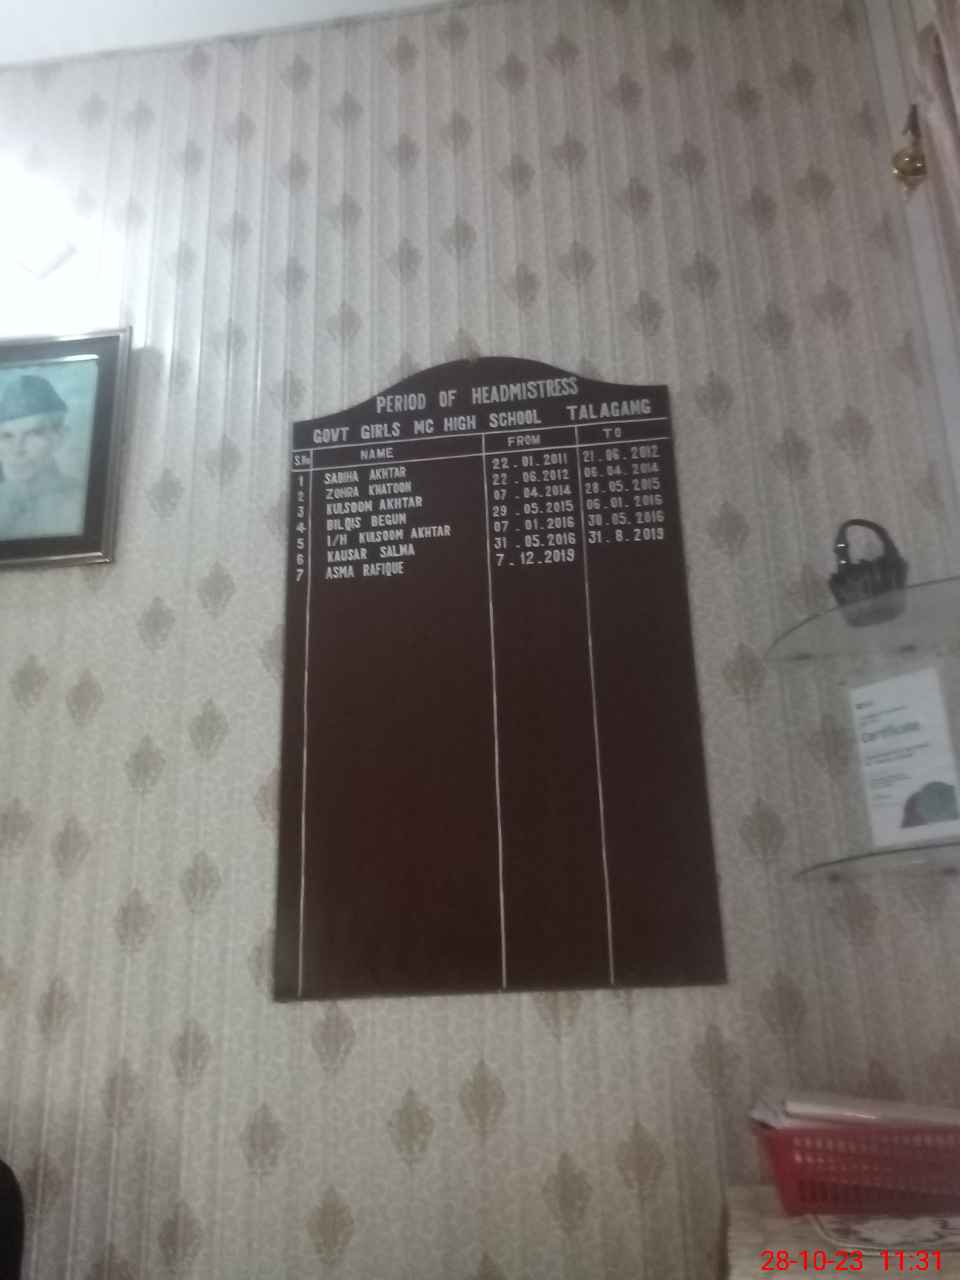 PERIOD OF HEADMISTRESS
GOVT GIRLS MC HIGH SCHOOL TALAGANG
S.No NAME FROM TO
1 SABIHA AKHTAR 22.01.2011 21.06.2012
2 ZOHRA KHATOON 22.06.2012 06.04.2014
3 KULSOOM AKHTAR 07.04.2014 28.05.2015
4 BILQIS BEGUM 29.05.2015 06.01.2016
5 I/H KULSOOM AKHTAR 07.01.2016 30.05.2016
6 KAUSAR SALMA 31.05.2016 31.8.2019
7 ASMA RAFIQUE 7.12.2019
Certificate
28-10-23 11:31